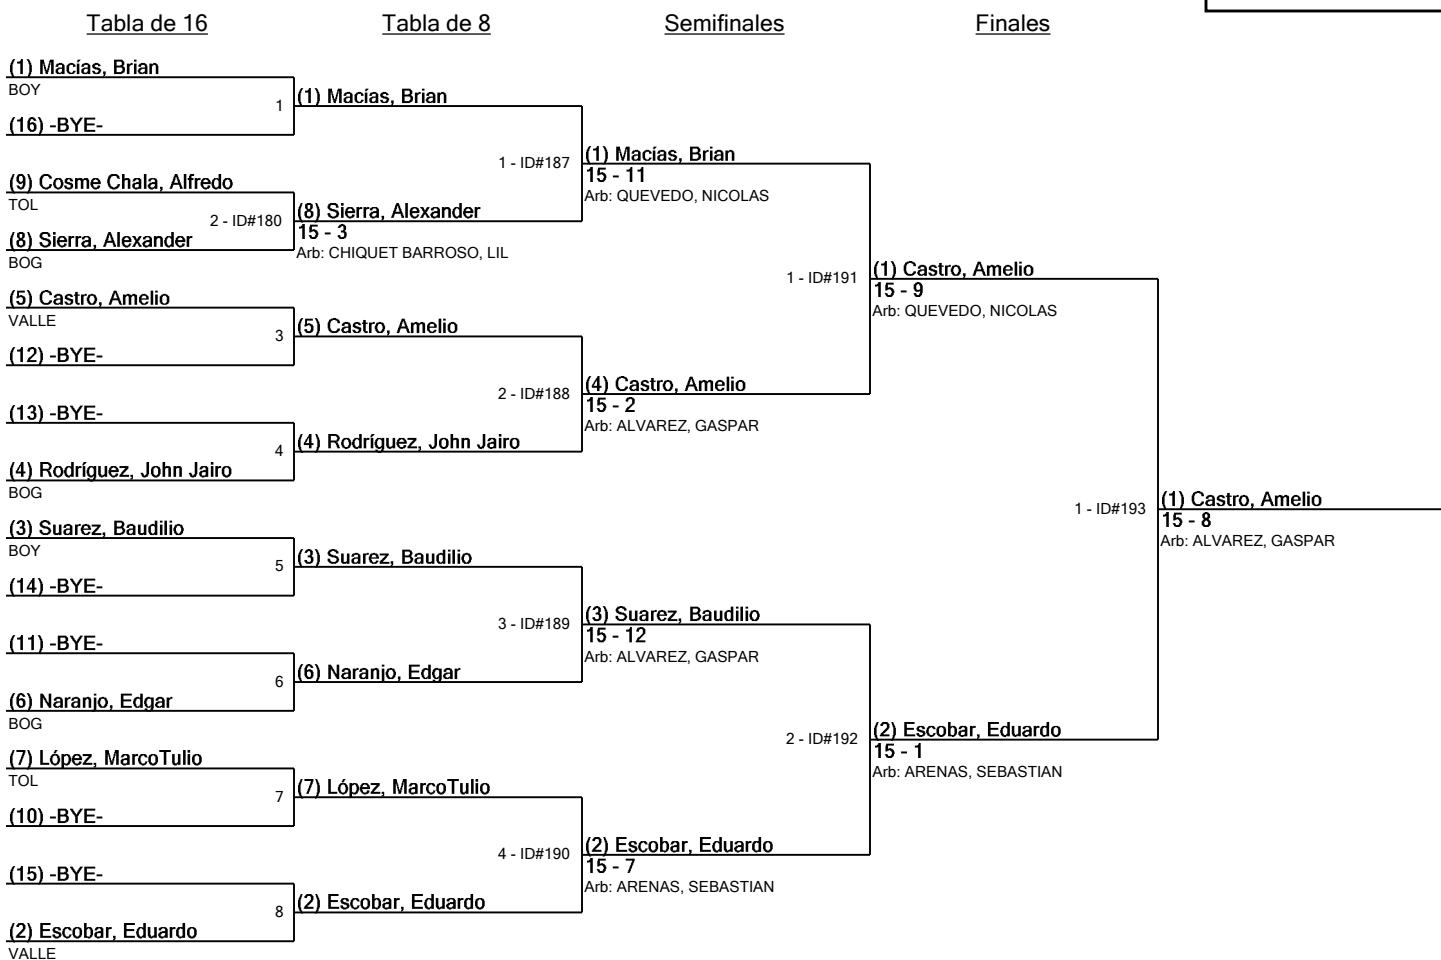 Tabla de 16
Tabla de 8
Semifinales
Finales
(1) Macías, Brian
BOY
1
(16) -BYE-
(9) Cosme Chala, Alfredo
TOL
2 - ID#180
(8) Sierra, Alexander
BOG
(5) Castro, Amelio
VALLE
3
(12) -BYE-
(13) -BYE-
4
(4) Rodríguez, John Jairo
BOG
(3) Suarez, Baudilio
BOY
5
(14) -BYE-
(11) -BYE-
6
(6) Naranjo, Edgar
BOG
(7) López, MarcoTulio
TOL
7
(10) -BYE-
(15) -BYE-
8
(2) Escobar, Eduardo
VALLE
(1) Macías, Brian
1 - ID#187
(8) Sierra, Alexander
15 - 3
Arb: CHIQUET BARROSO, LIL
(5) Castro, Amelio
2 - ID#188
(4) Rodríguez, John Jairo
(3) Suarez, Baudilio
3 - ID#189
(6) Naranjo, Edgar
(7) López, MarcoTulio
4 - ID#190
(2) Escobar, Eduardo
(1) Macías, Brian
15 - 11
Arb: QUEVEDO, NICOLAS
1 - ID#191
(4) Castro, Amelio
15 - 2
Arb: ALVAREZ, GASPAR
(3) Suarez, Baudilio
15 - 12
Arb: ALVAREZ, GASPAR
2 - ID#192
(2) Escobar, Eduardo
15 - 7
Arb: ARENAS, SEBASTIAN
(1) Castro, Amelio
15 - 9
Arb: QUEVEDO, NICOLAS
1 - ID#193
(2) Escobar, Eduardo
15 - 1
Arb: ARENAS, SEBASTIAN
(1) Castro, Amelio
15 - 8
Arb: ALVAREZ, GASPAR